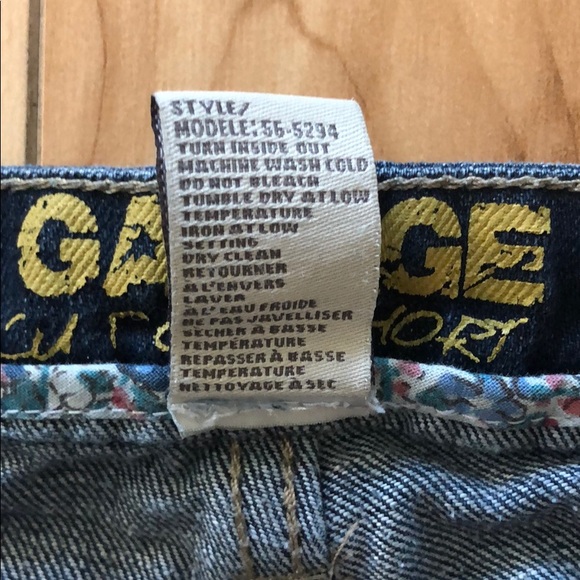 STYLE/
MODELE: 56-5294
TURN INSIDE OUT
MACHINE WASH COLD
DO NOT BLEACH
TUMBLE DRY AT LOW
TEMPERATURE
IRON AT LOW
SETTING
DRY CLEAN
RETOURNER
A L'ENVERS
LAVER
A L'EAU FROIDE
NE PAS JAVELLISER
SÉCHER A BASSE
TEMPÉRATURE
REPASSER À BASSE
TEMPERATURE
NETTOYAGE À SEC
GA GE